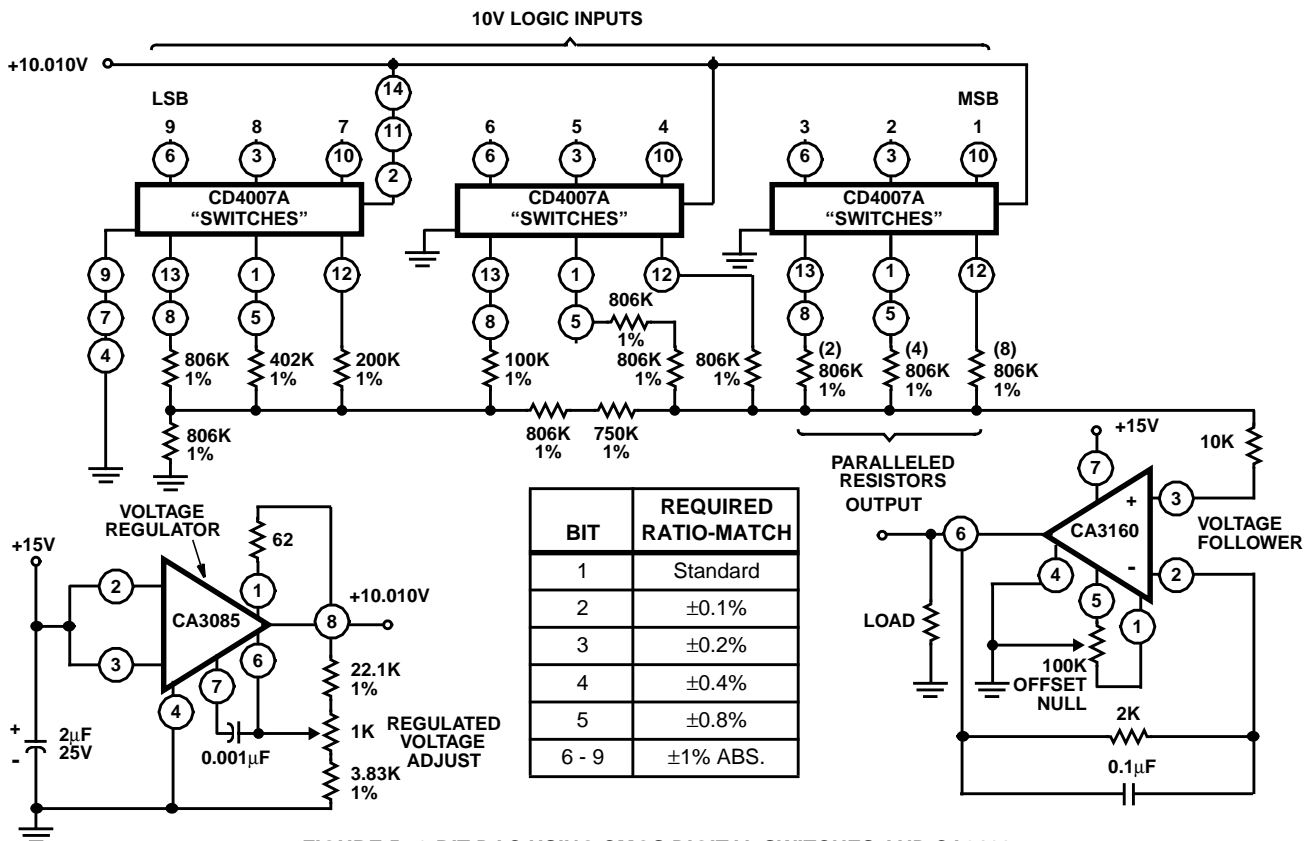 10V LOGIC INPUTS
+10.010V
LSB
MSB
9 8 7 6 5 4 3 2 1
14
11
2
6 3 10
6 3 10
6 3 10
CD4007A
“SWITCHES”
CD4007A
“SWITCHES”
CD4007A
“SWITCHES”
9
7
4
13 1 12
8 5
13 1 12
8 5
13 1 12
8 5
806K
1%
402K
1%
200K
1%
100K
1%
806K
1%
806K
1%
806K
1%
(2)
806K
1%
(4)
806K
1%
(8)
806K
1%
806K
1%
806K
1%
750K
1%
PARALLELED
RESISTORS
OUTPUT
+15V
10K
7
+
3
CA3160
-
2
6
4
5
1
VOLTAGE
FOLLOWER
LOAD
100K
OFFSET
NULL
2K
0.1μF
VOLTAGE
REGULATOR
+15V
62
2
3
1
CA3085
8
+10.010V
6
7
4
22.1K
1%
1K
REGULATED
VOLTAGE
ADJUST
3.83K
1%
0.001μF
+
-
2μF
25V
BIT REQUIRED RATIO-MATCH
1 Standard
2 ±0.1%
3 ±0.2%
4 ±0.4%
5 ±0.8%
6 - 9 ±1% ABS.